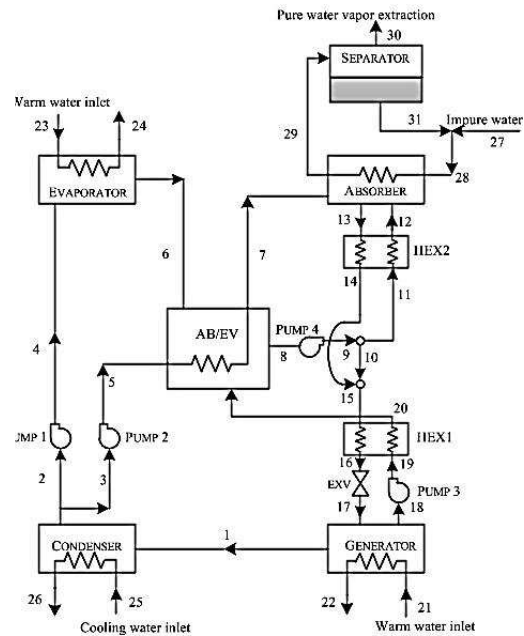 Pure water vapor extraction
30
SEPARATOR
Warm water inlet
23
24
29
31
Impure water
27
28
EVAPORATOR
ABSORBER
13
12
HEX2
6
7
14
11
AB/EV
PUMP 4
4
8
9
10
5
15
20
UMP 1
PUMP 2
HEX1
16
19
2
3
EXV
PUMP 3
17
18
CONDENSER
1
GENERATOR
26
25
22
21
Cooling water inlet
Warm water inlet